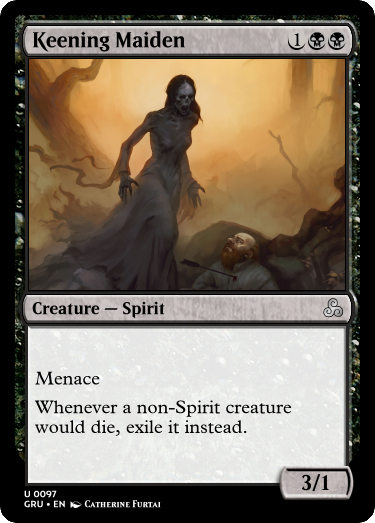 Keening Maiden 1
Creature — Spirit
Menace
Whenever a non-Spirit creature
would die, exile it instead.
3/1
U 0097
GRU • EN Catherine Furtai